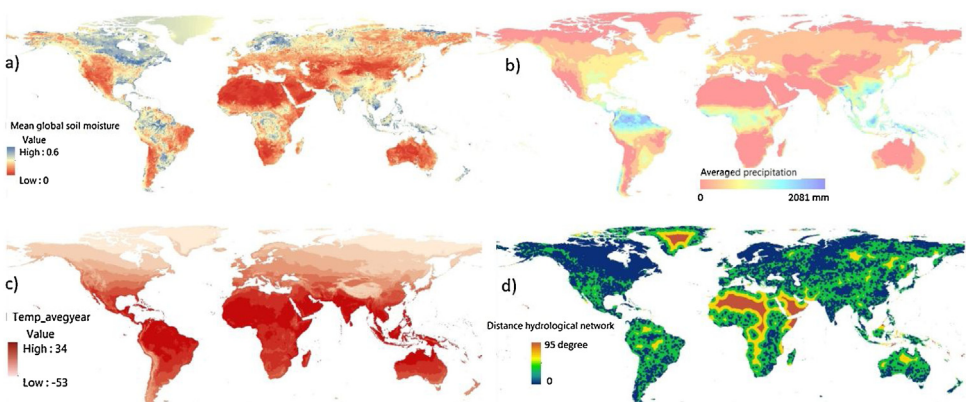 a)
Mean global soil moisture
Value
High : 0.6
Low : 0
b)
Averaged precipitation
0 2081 mm
c)
Temp_avegyear
Value
High : 34
Low : -53
d)
Distance hydrological network
95 degree
0